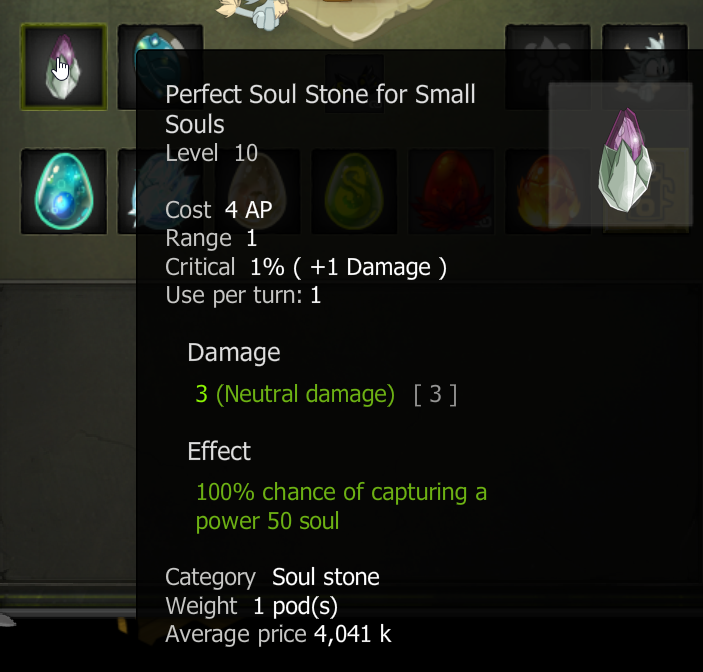 Perfect Soul Stone for Small
Souls
Level 10
Cost 4 AP
Range 1
Critical 1% ( +1 Damage )
Use per turn: 1
Damage
3 (Neutral damage) [ 3 ]
Effect
100% chance of capturing a
power 50 soul
Category Soul stone
Weight 1 pod(s)
Average price 4,041 k